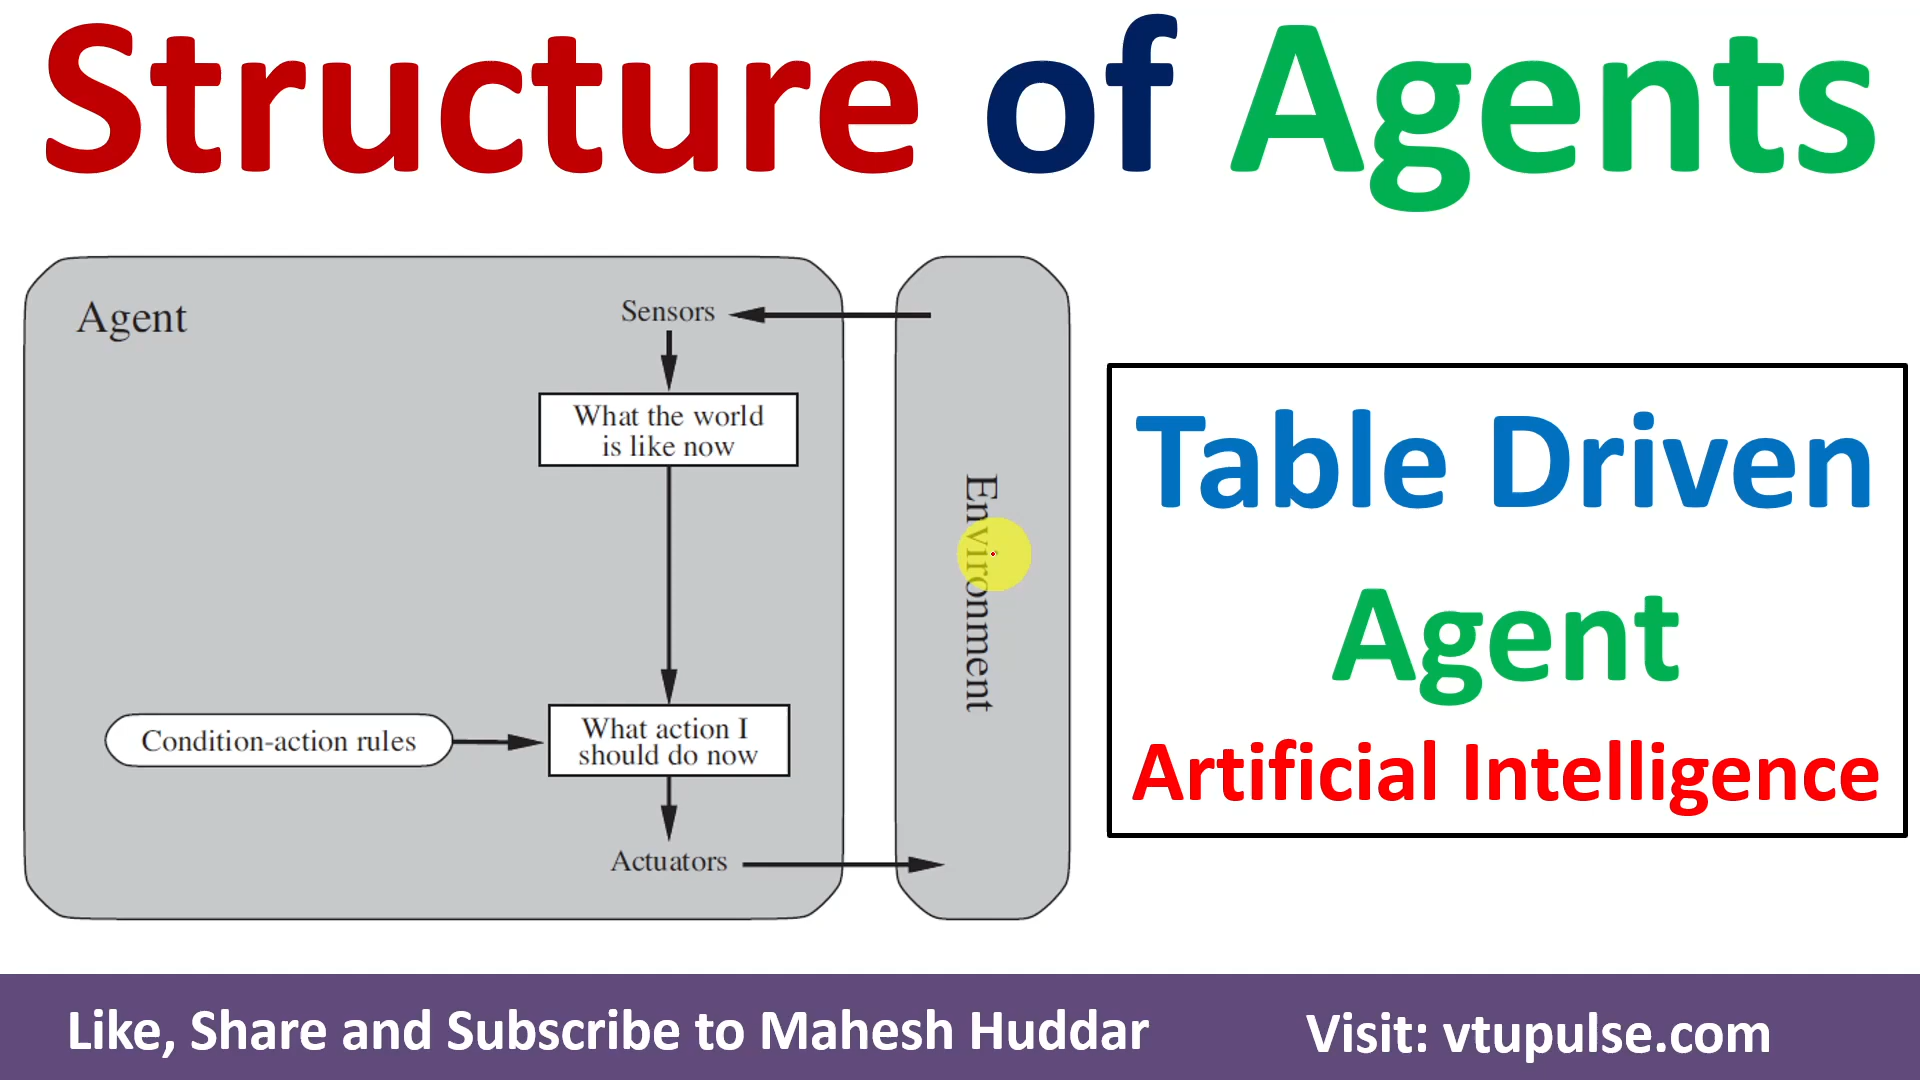 Structure of Agents
Agent
Sensors
What the world
is like now
Environment
Condition-action rules
What action I
should do now
Actuators
Table Driven
Agent
Artificial Intelligence
Like, Share and Subscribe to Mahesh Huddar
Visit: vtupulse.com